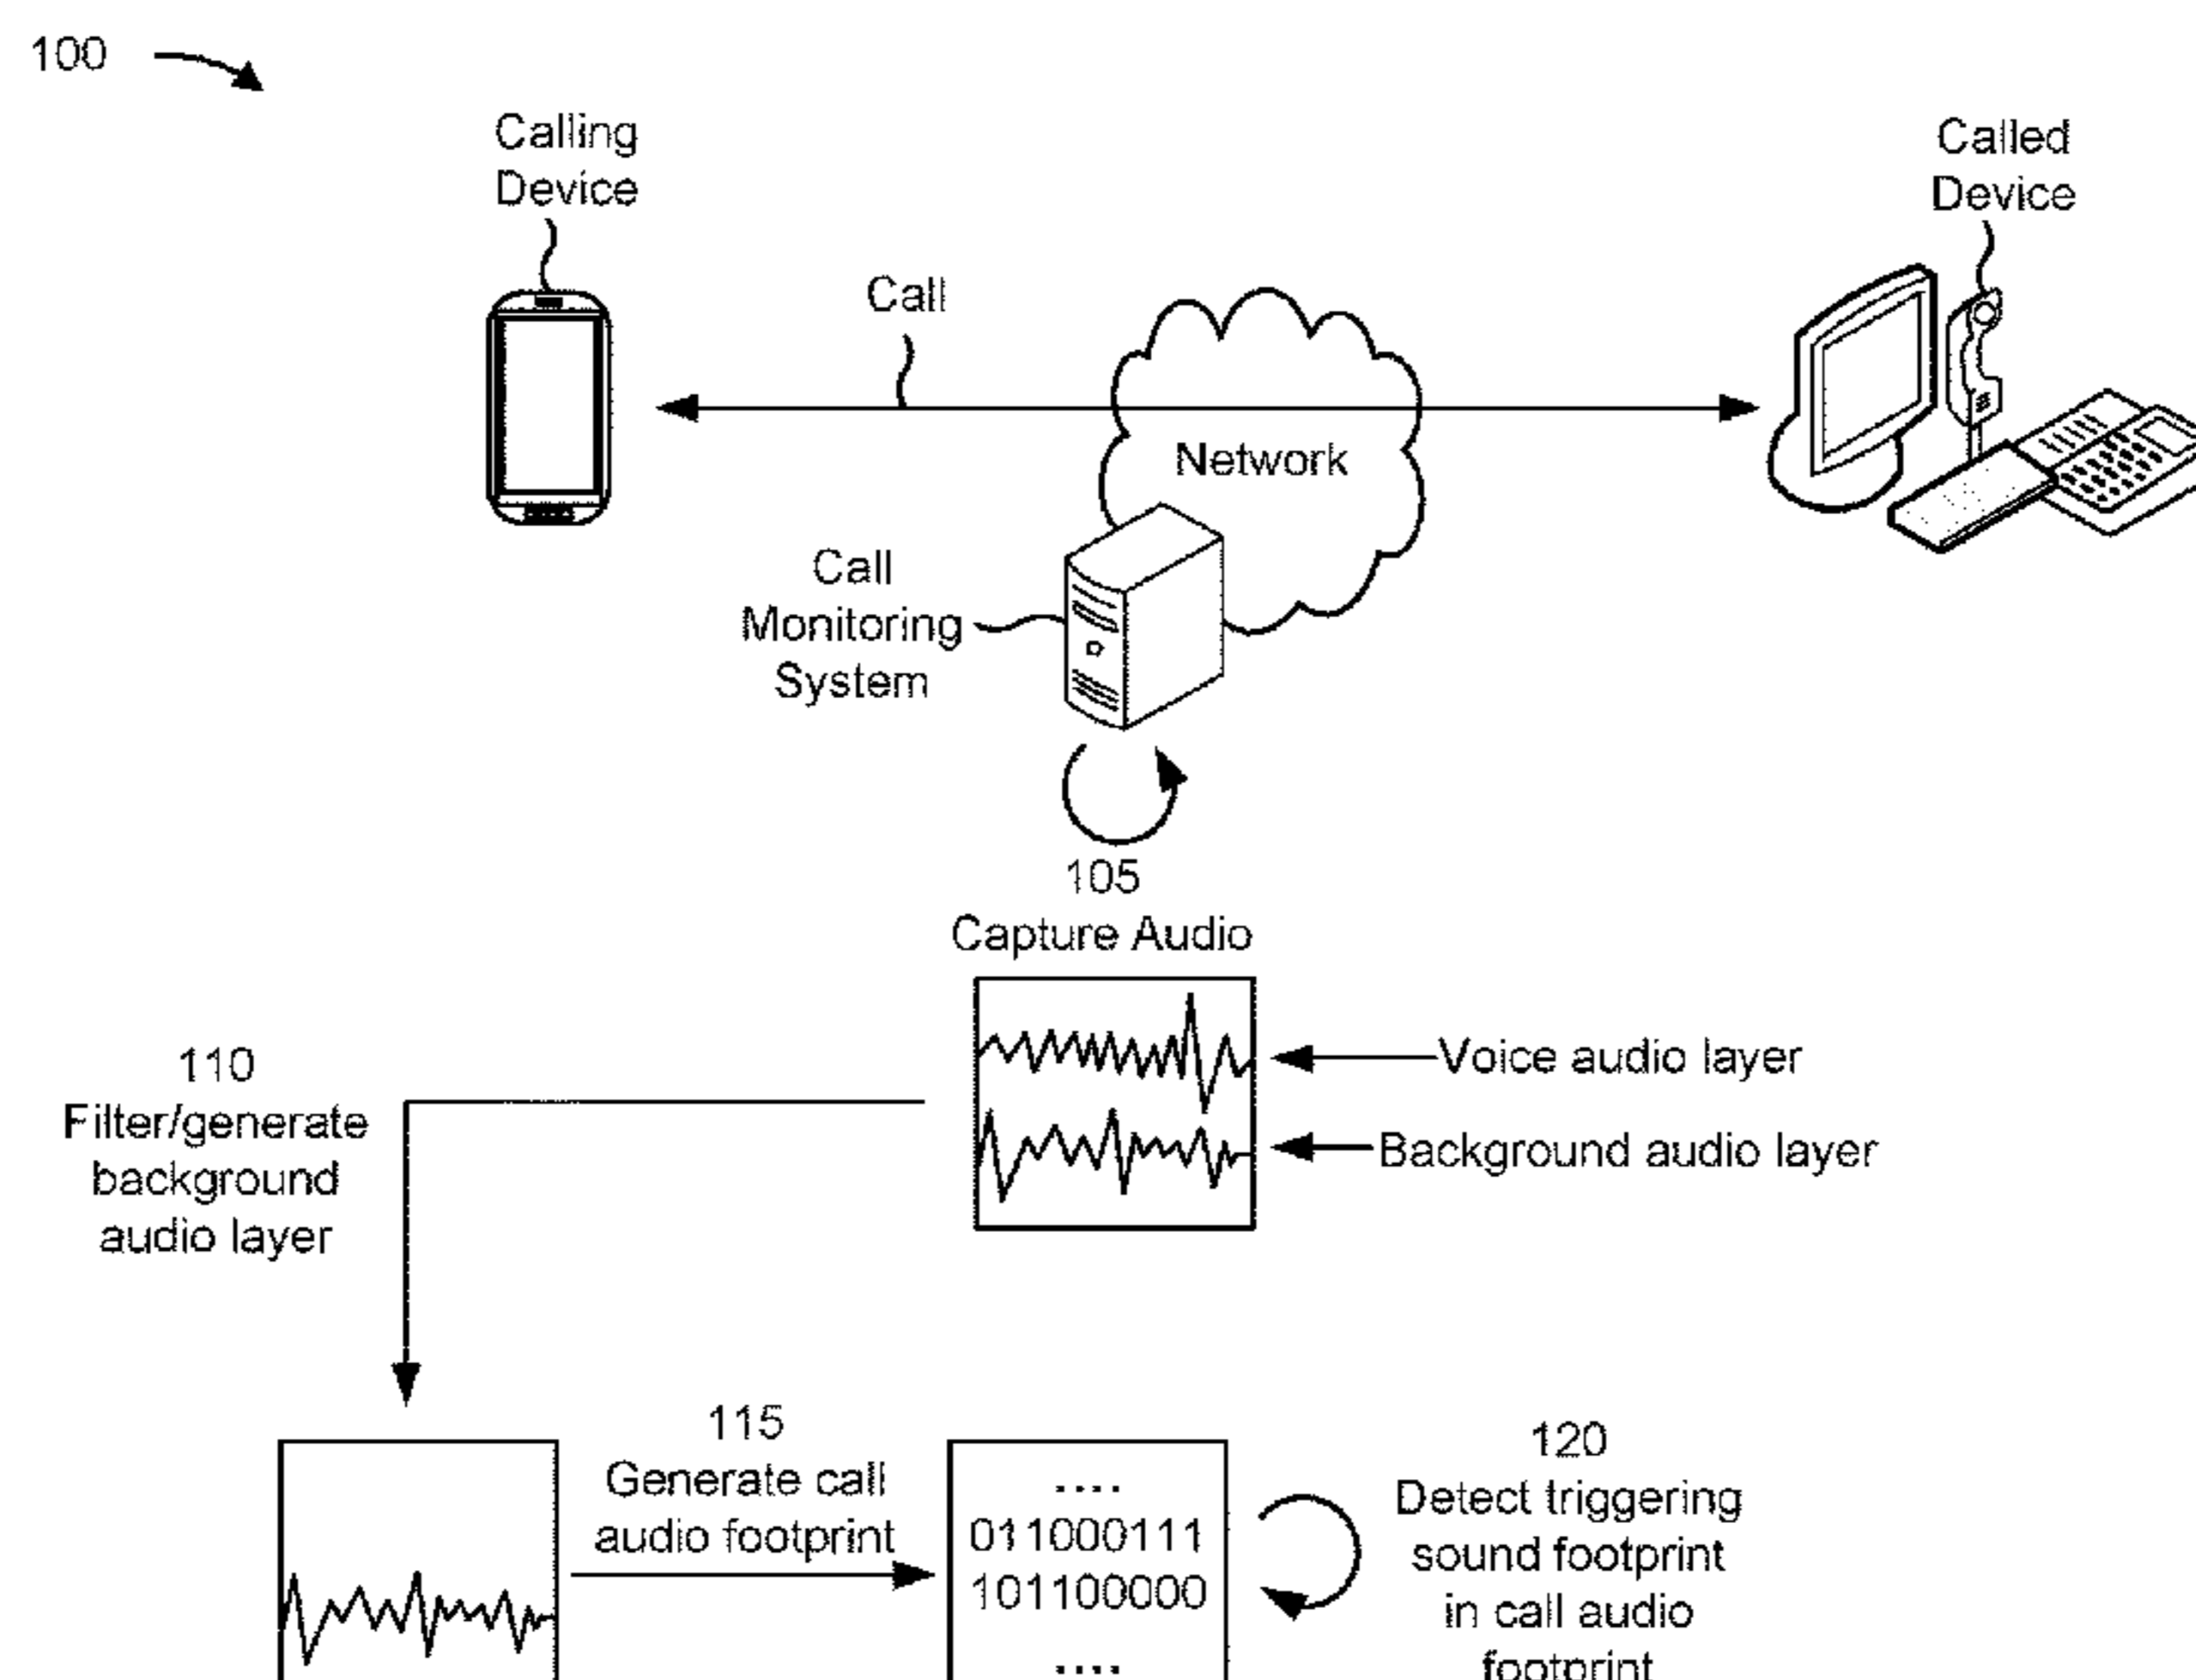 100
Calling
Device
Called
Device
Call
Network
Call
Monitoring
System
105
Capture Audio
Voice audio layer
Background audio layer
110
Filter/generate
background
audio layer
115
Generate call
audio footprint
....
011000111
101100000
....
120
Detect triggering
sound footprint
in call audio
footprint